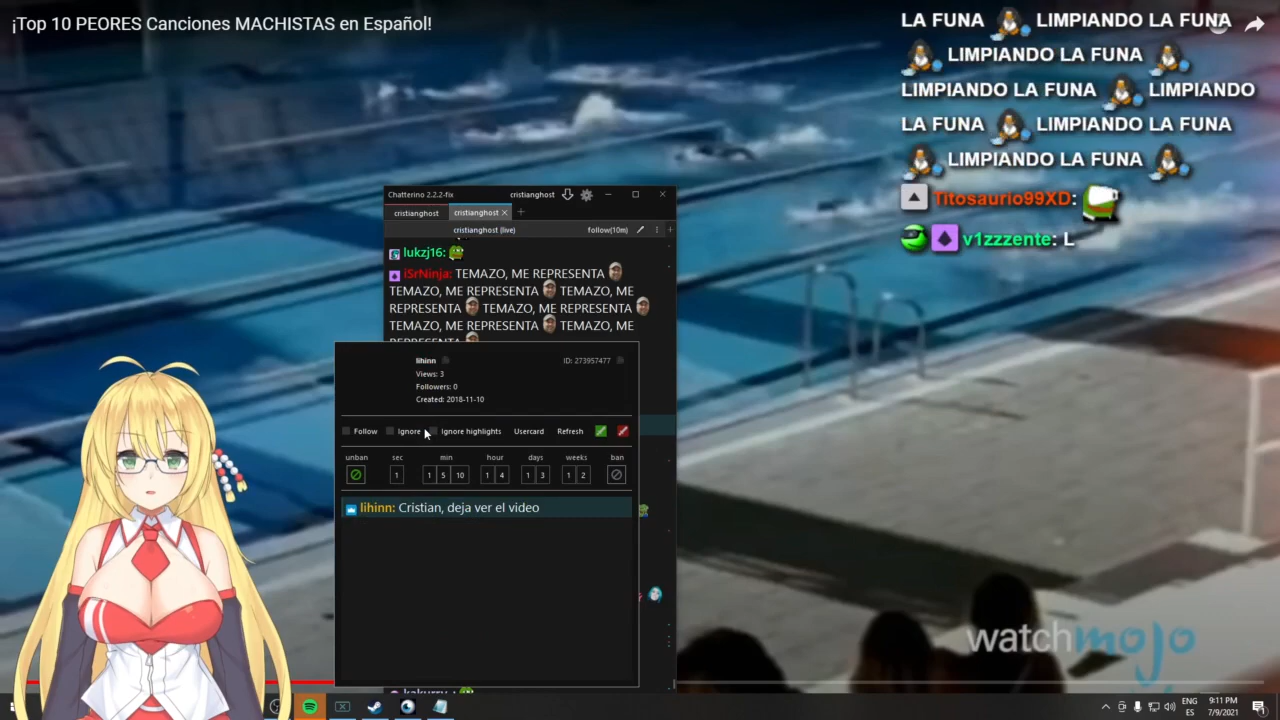 ¡Top 10 PEORES Canciones MACHISTAS en Español!
LA FUNA LIMPIANDO LA FUNA
LIMPIANDO LA FUNA
LIMPIANDO LA FUNA LIMPIANDO
LA FUNA LIMPIANDO LA FUNA
LIMPIANDO LA FUNA
Titosaurio99XD:
v1zzzente: L
Chatterino 2.2.2-fix cristianghost
cristianghost cristianghost
cristianghost (live) follow(10m)
lukzj16:
iSrNinja: TEMAZO, ME REPRESENTA
TEMAZO, ME REPRESENTA TEMAZO, ME
REPRESENTA TEMAZO, ME REPRESENTA
TEMAZO, ME REPRESENTA TEMAZO, ME
REPRESENTA
lihinn ID: 273957477
Views: 3
Followers: 0
Created: 2018-11-10
Follow Ignore Ignore highlights Usercard Refresh
unban sec min hour days weeks ban
1 1 5 10 1 4 1 3 1 2
lihinn: Cristian, deja ver el video
watchmojo
ENG
ES
9:11 PM
7/9/2021